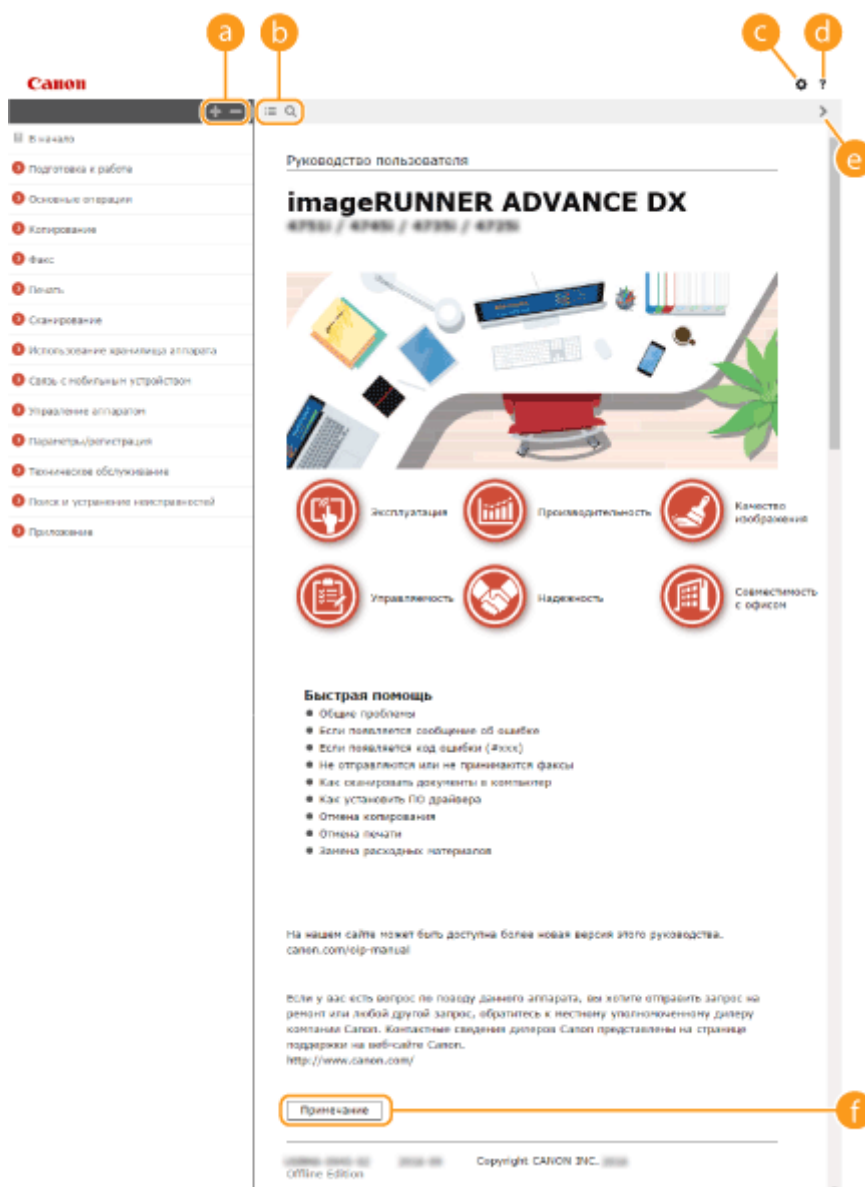 a
b
c
d
Canon
?
e
В начало
Подготовка к работе
Основные операции
Копирование
Факс
Печать
Сканирование
Использование хранилища аппарата
Связь с мобильным устройством
Управление аппаратом
Параметры/регистрация
Техническое обслуживание
Поиск и устранение неисправностей
Приложение
Руководство пользователя
imageRUNNER ADVANCE DX
4751i / 4745i / 4735i / 4725i
Эксплуатация
Производительность
Качество
изображения
Управляемость
Надежность
Совместимость
с офисом
Быстрая помощь
Общие проблемы
Если появляется сообщение об ошибке
Если появляется код ошибки (#xxx)
Не отправляются или не принимаются факсы
Как сканировать документы в компьютер
Как установить ПО драйвера
Отмена копирования
Отмена печати
Замена расходных материалов
На нашем сайте может быть доступна более новая версия этого руководства.
canon.com/oip-manual
Если у вас есть вопрос по поводу данного аппарата, вы хотите отправить запрос на
ремонт или любой другой запрос, обратитесь к местному уполномоченному дилеру
компании Canon. Контактные сведения дилеров Canon представлены на странице
поддержки на веб-сайте Canon.
http://www.canon.com/
Примечание
f
Copyright CANON INC.
Offline Edition